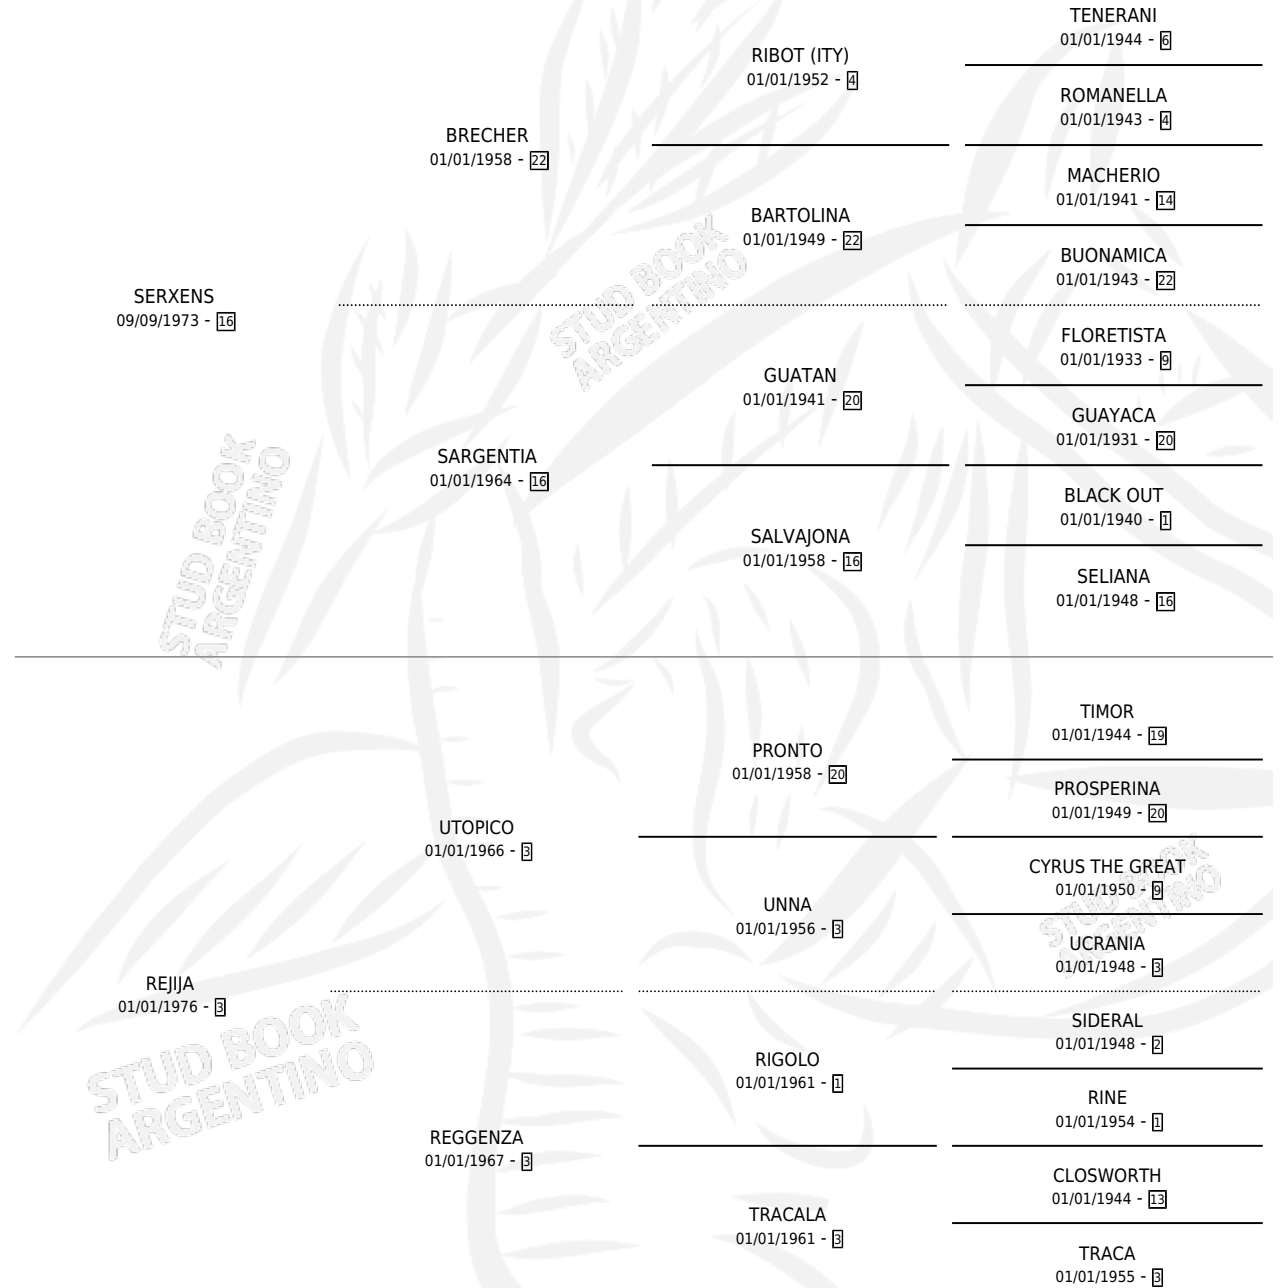 TENERANI
01/01/1944 - 6
RIBOT (ITY)
01/01/1952 - 4
ROMANELLA
01/01/1943 - 4
BRECHER
01/01/1958 - 22
MACHERIO
01/01/1941 - 14
BARTOLINA
01/01/1949 - 22
BUONAMICA
01/01/1943 - 22
SERXENS
09/09/1973 - 16
FLORETISTA
01/01/1933 - 9
GUATAN
01/01/1941 - 20
GUAYACA
01/01/1931 - 20
SARGENTIA
01/01/1964 - 16
BLACK OUT
01/01/1940 - 1
SALVAJONA
01/01/1958 - 16
SELIANA
01/01/1948 - 16
TIMOR
01/01/1944 - 19
PRONTO
01/01/1958 - 20
PROSPERINA
01/01/1949 - 20
UTOPICO
01/01/1966 - 3
CYRUS THE GREAT
01/01/1950 - 9
UNNA
01/01/1956 - 3
UCRANIA
01/01/1948 - 3
REJIJA
01/01/1976 - 3
SIDERAL
01/01/1948 - 2
RIGOLO
01/01/1961 - 1
RINE
01/01/1954 - 1
REGGENZA
01/01/1967 - 3
CLOSWORTH
01/01/1944 - 13
TRACALA
01/01/1961 - 3
TRACA
01/01/1955 - 3
STUD BOOK
ARGENTINO
STUD BOOK
ARGENTINO
STUD BOOK
ARGENTINO
STUD BOOK
ARGENTINO